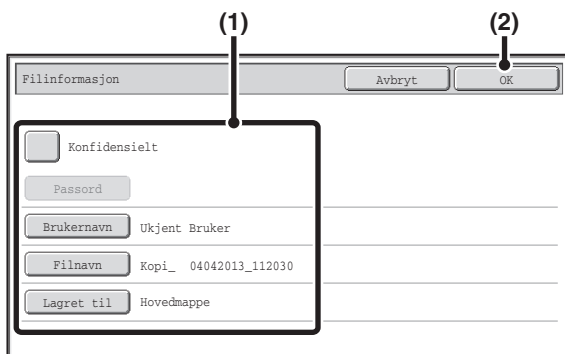 (1) (2)
Filinformasjon Avbryt OK
Konfidensielt
Passord
Brukernavn Ukjent Bruker
Filnavn Kopi_ 04042013_112030
Lagret til Hovedmappe